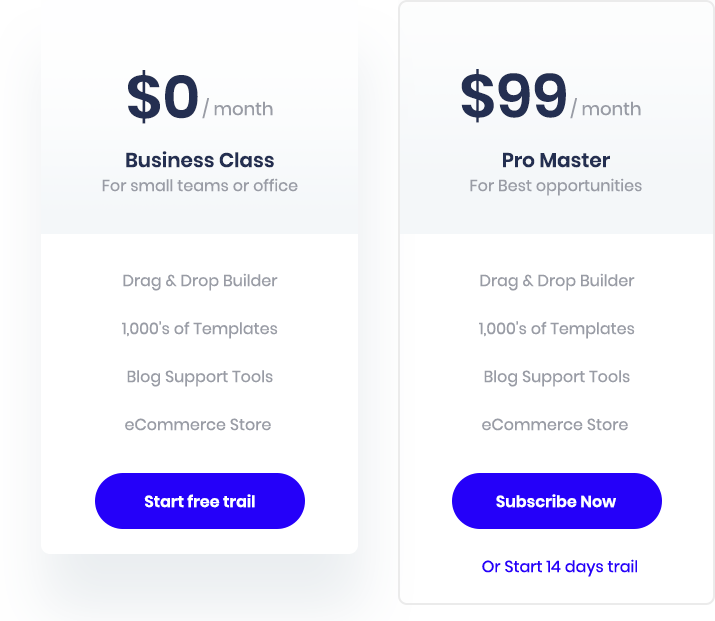 $0 / month
Business Class
For small teams or office
Drag & Drop Builder
1,000's of Templates
Blog Support Tools
eCommerce Store
Start free trail
$99 / month
Pro Master
For Best opportunities
Drag & Drop Builder
1,000's of Templates
Blog Support Tools
eCommerce Store
Subscribe Now
Or Start 14 days trail